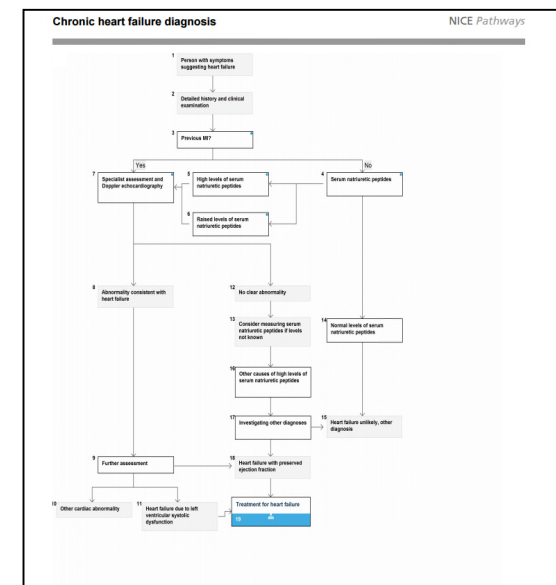 Chronic heart failure diagnosis
NICE Pathways
1
Person with symptoms
suggesting heart failure
2
Detailed history and clinical
examination
3
Previous MI?
Yes
No
7
Specialist assessment and
Doppler echocardiography
5
High levels of serum
natriuretic peptides
4
Serum natriuretic peptides
6
Raised levels of serum
natriuretic peptides
8
Abnormality consistent with
heart failure
12
No clear abnormality
13
Consider measuring serum
natriuretic peptides if levels
not known
14
Normal levels of serum
natriuretic peptides
16
Other causes of high levels of
serum natriuretic peptides
17
Investigating other diagnoses
15
Heart failure unlikely, other
diagnosis
9
Further assessment
18
Heart failure with preserved
ejection fraction
10
Other cardiac abnormality
11
Heart failure due to left
ventricular systolic
dysfunction
Treatment for heart failure
19